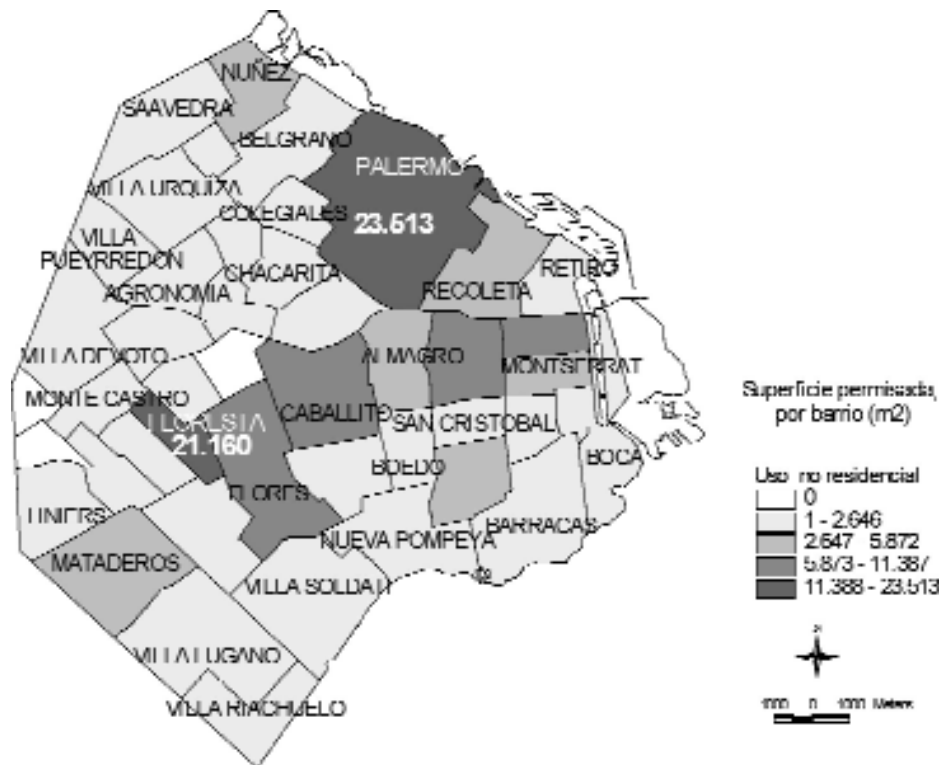 NUÑEZ
SAAVEDRA
BELGRANO
PALERMO
VILLA URQUIZA
COLEGIALES
23.513
VILLA
PUEYRREDON
CHACARITA
RETIRO
AGRONOMIA
RECOLETA
VILLA DEVOTO
ALMAGRO
MONTSERRAT
MONTE CASTRO
FLORESTA
CABALLITO
SAN CRISTOBAL
21.160
BOEDO
BOCA
LINIERS
FLORES
NUEVA POMPEYA
BARRACAS
MATADEROS
VILLA SOLDATI
VILLA LUGANO
VILLA RIACHUELO
Superficie permisada,
por barrio (m2)
Uso no residencial
0
1 - 2.646
2.647 - 5.872
5.873 - 11.387
11.388 - 23.513
1000 0 1000 Meters